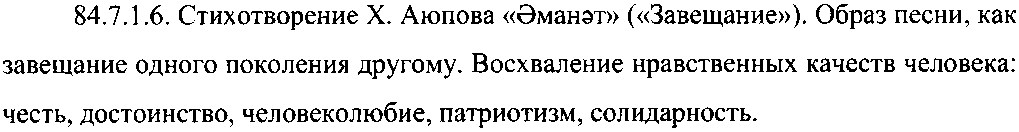 84.7.1.6. Стихотворение Х. Аюпова «Әманәт» («Завещание»). Образ песни, как
завещание одного поколения другому. Восхваление нравственных качеств человека:
честь, достоинство, человеколюбие, патриотизм, солидарность.